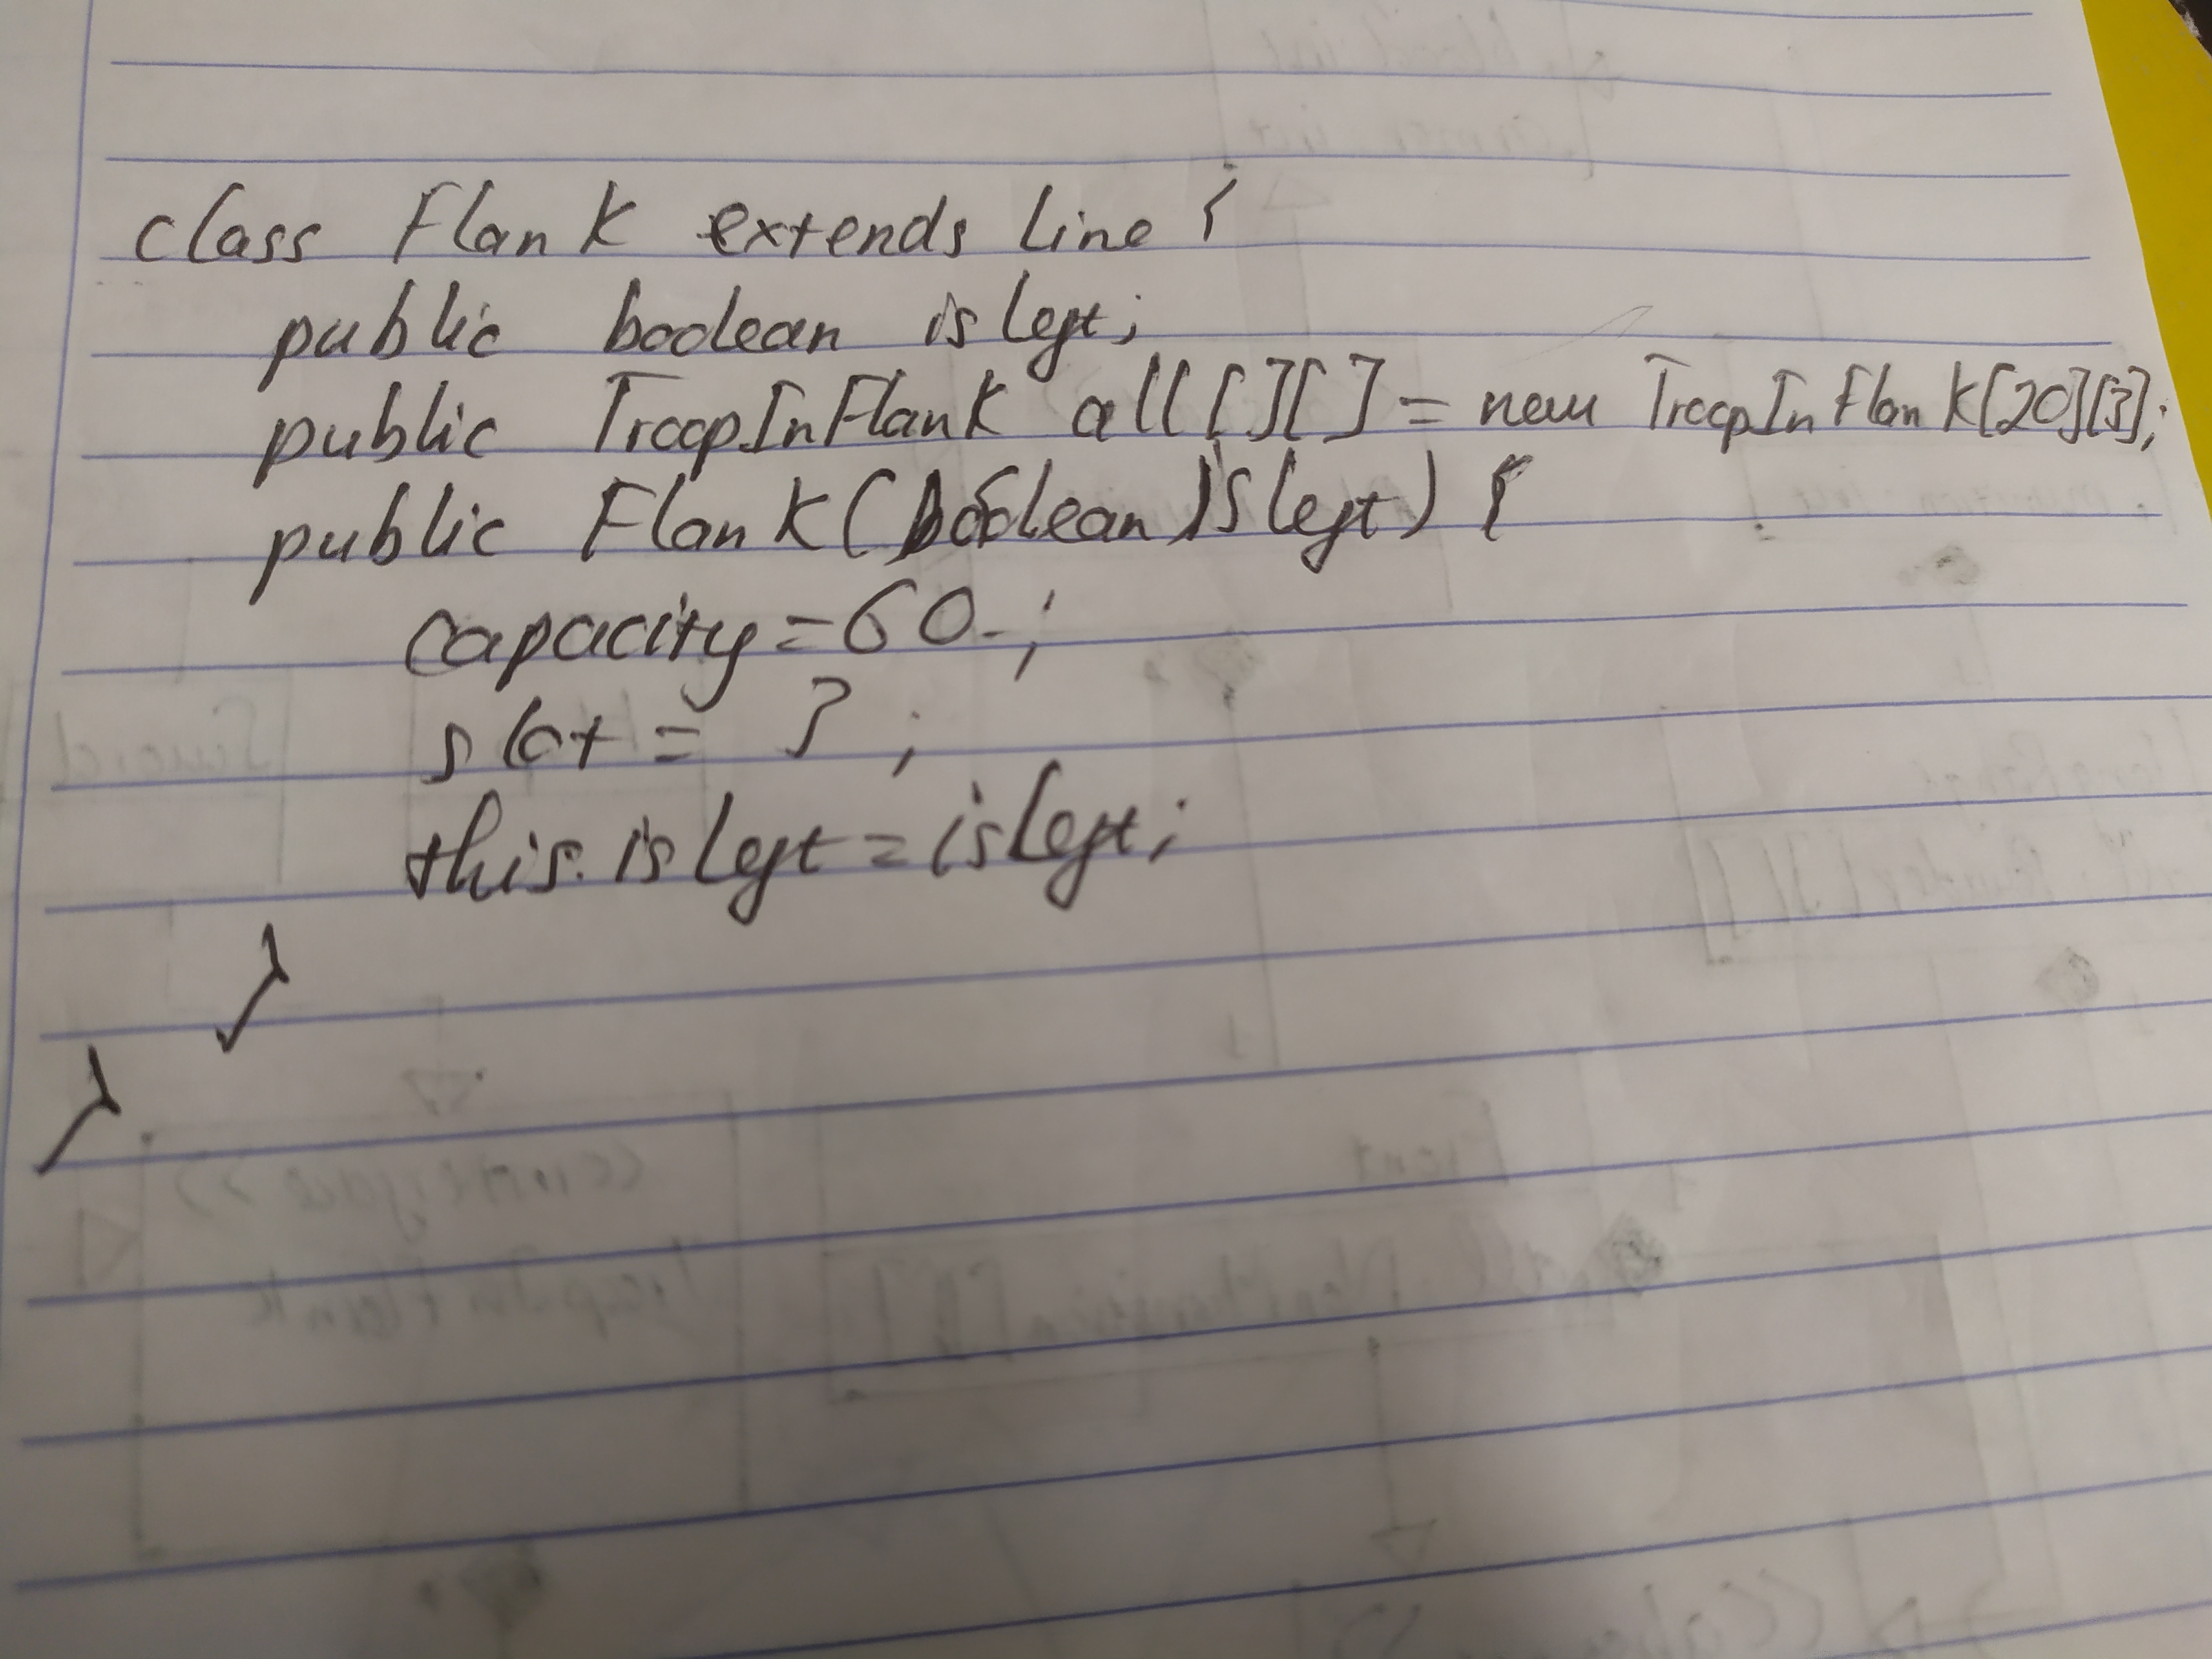 class Flank extends Line {
public boolean isLeft;
public TroopInFlank all[][] = new TroopInFlank[20][3];
public Flank(boolean isLeft) {
capacity = 60;
slot = 3;
this.isLeft = isLeft;
}
}